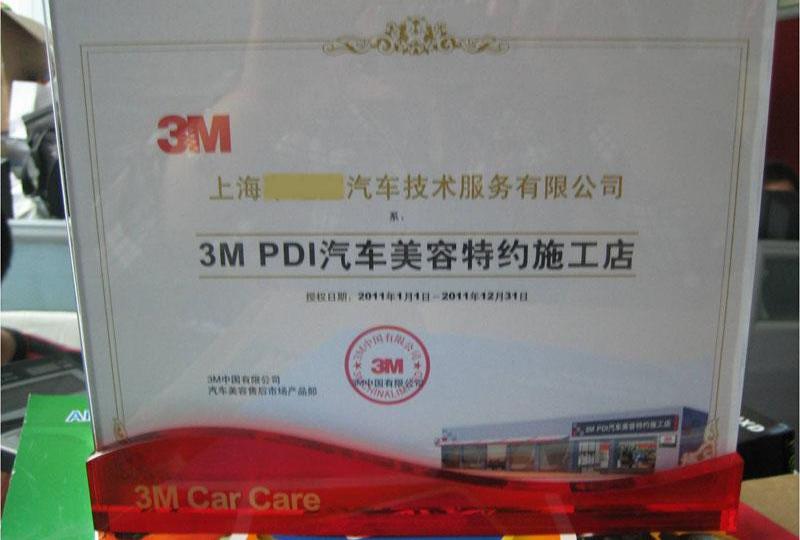 3M
上海 汽车技术服务有限公司
系：
3M PDI汽车美容特约施工店
授权日期：2011年1月1日－2011年12月31日
3M中国有限公司
3M
3M中国有限公司
3M中国有限公司
汽车美容售后市场产品部
3M PDI汽车美容特约施工店
3M Car Care